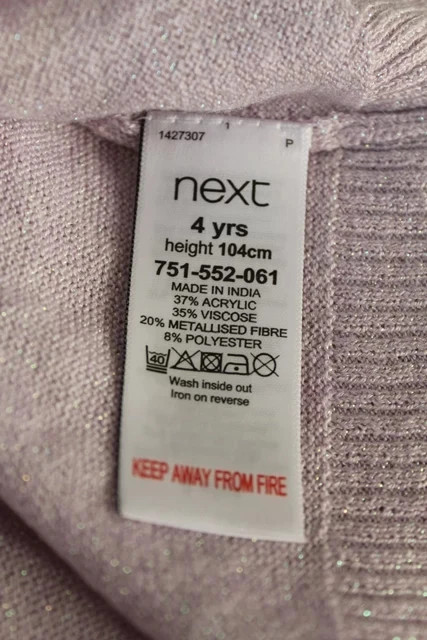 1
1427307
P
next
4 yrs
height 104cm
751-552-061
MADE IN INDIA
37% ACRYLIC
35% VISCOSE
20% METALLISED FIBRE
8% POLYESTER
40
Wash inside out
Iron on reverse
KEEP AWAY FROM FIRE